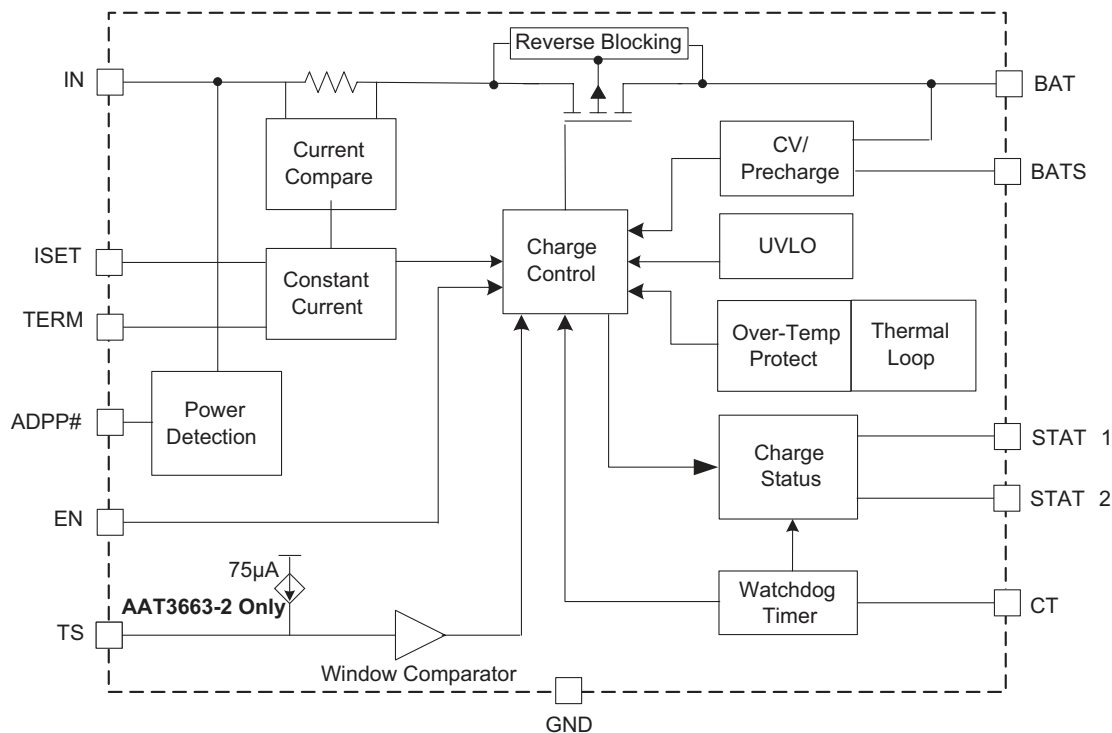 Reverse Blocking
IN
BAT
Current
Compare
CV/
Precharge
BATS
ISET
Constant
Current
Charge
Control
UVLO
TERM
Over-Temp
Protect
Thermal
Loop
ADPP#
Power
Detection
Charge
Status
STAT 1
STAT 2
EN
75µA
AAT3663-2 Only
TS
Window Comparator
Watchdog
Timer
CT
GND